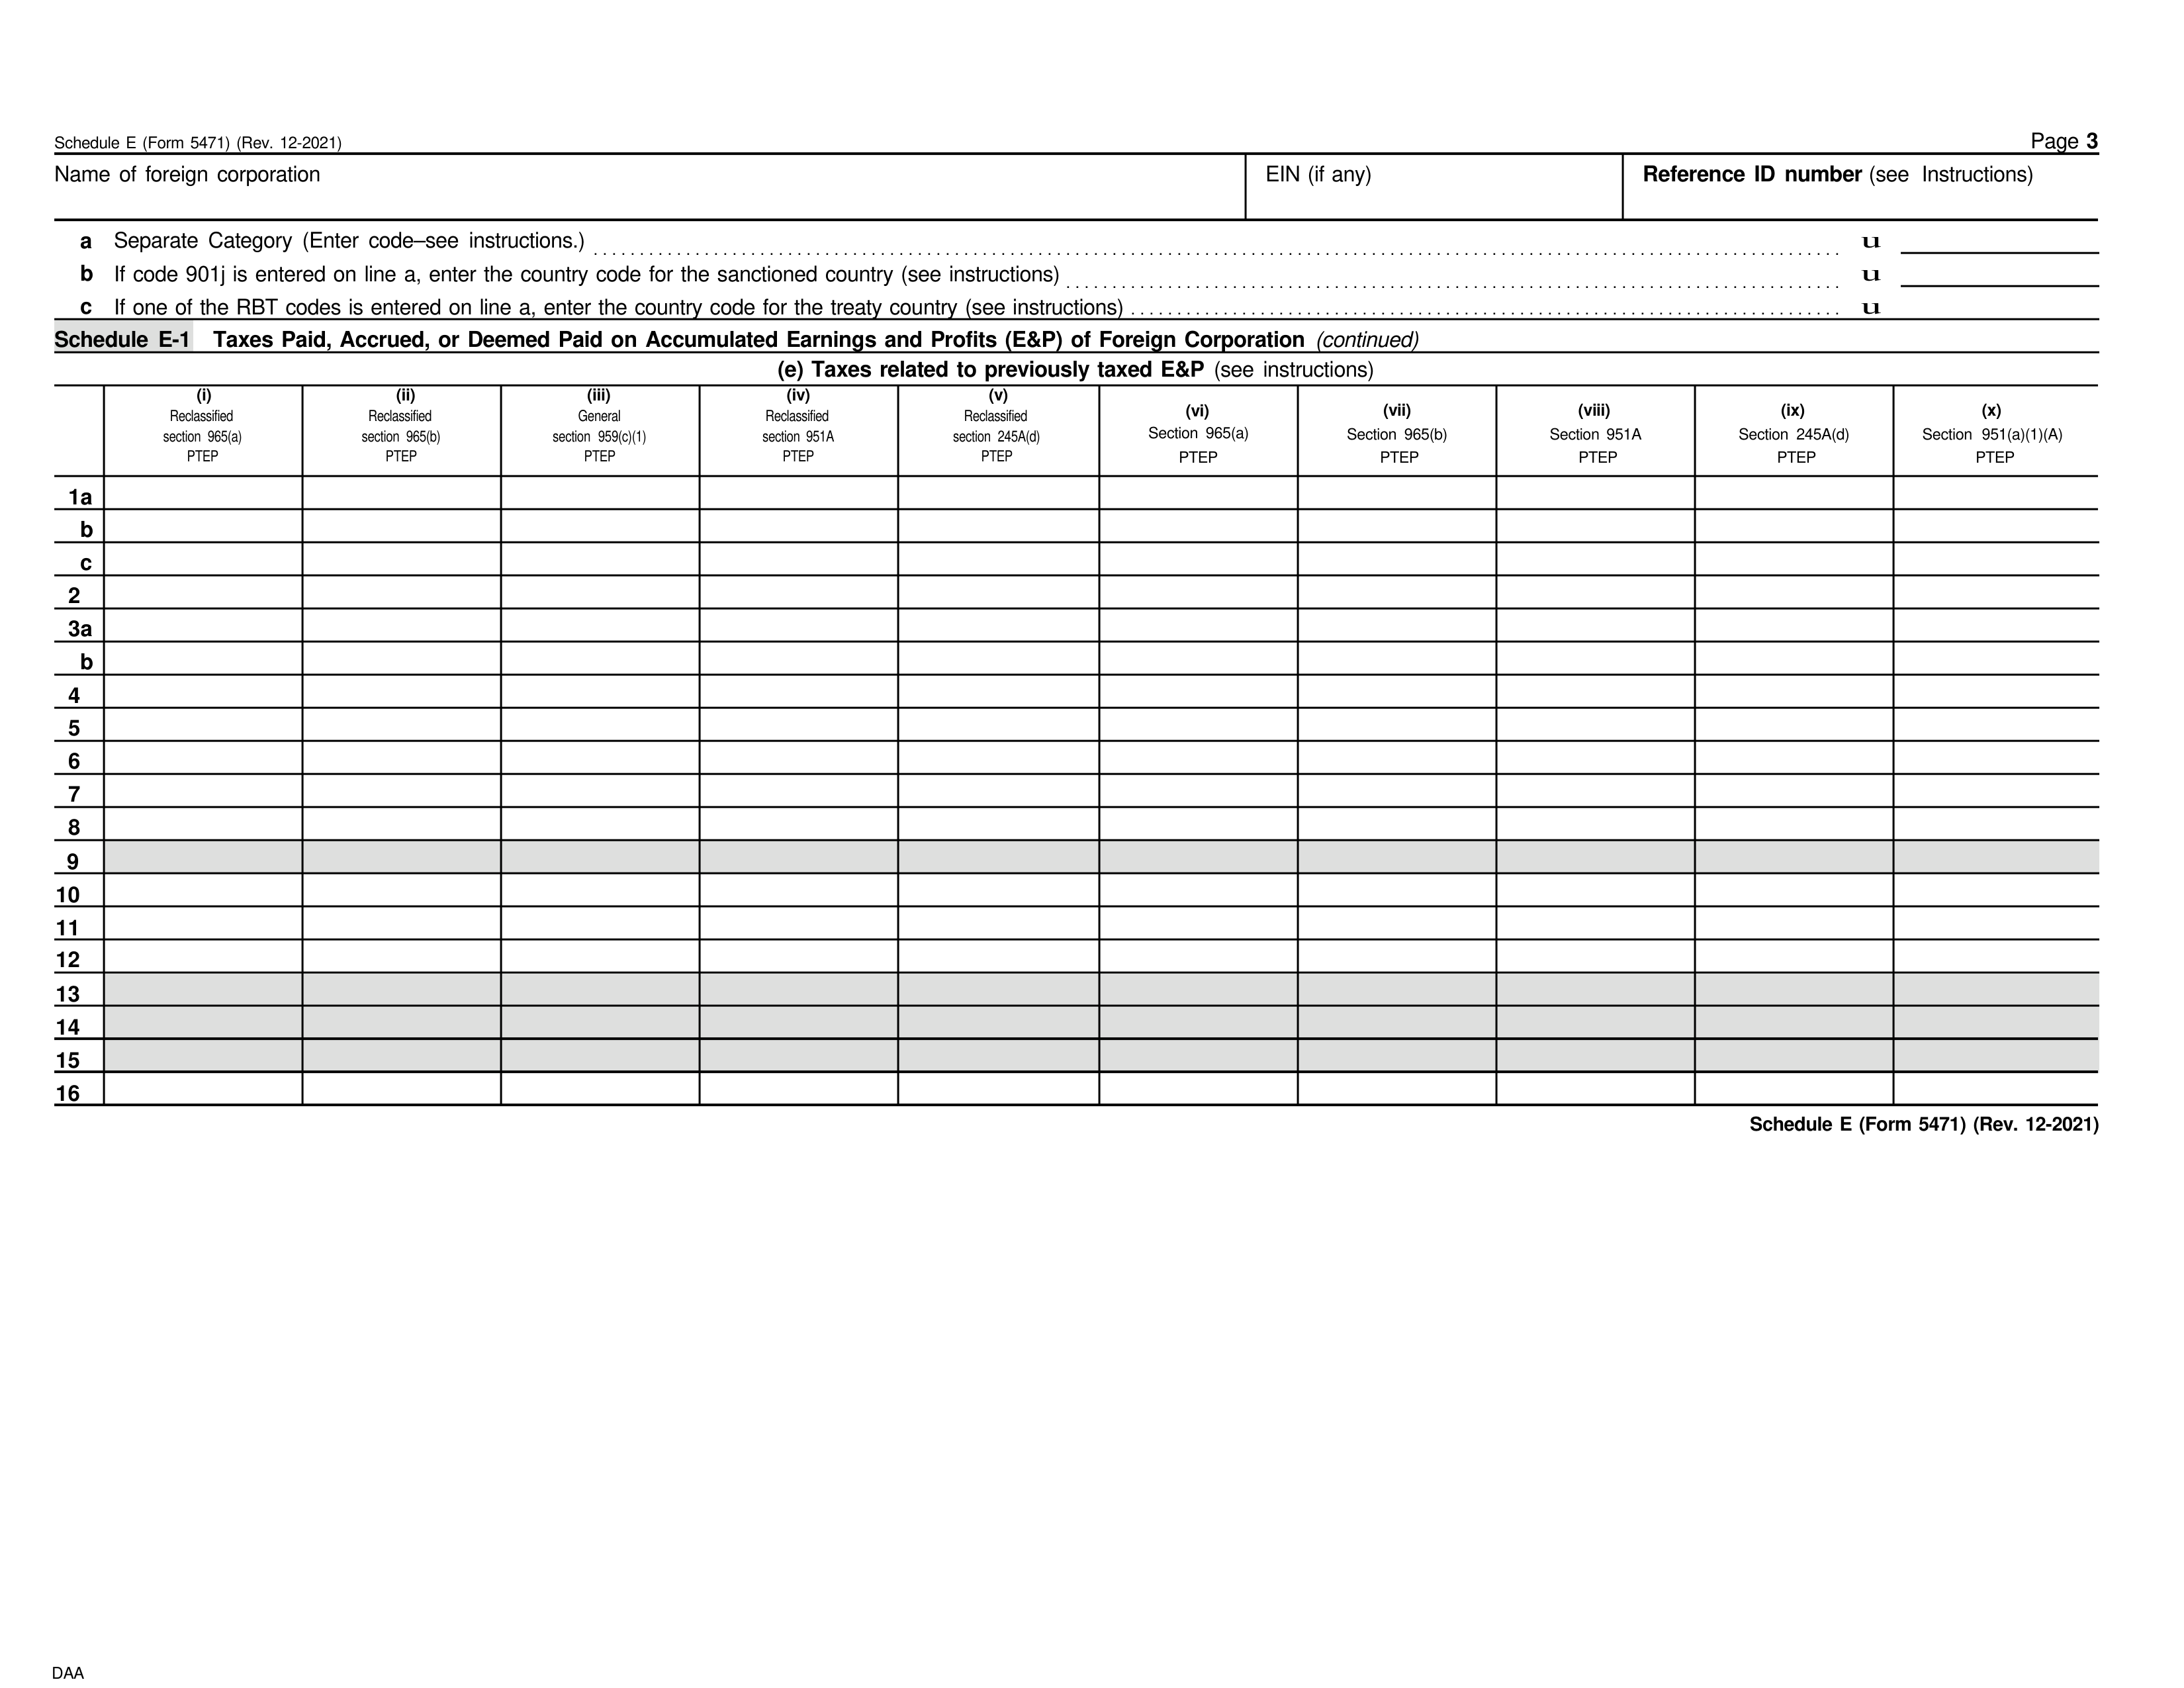 Schedule E (Form 5471) (Rev. 12-2021) Page 3
Name of foreign corporation EIN (if any) Reference ID number (see Instructions)
a Separate Category (Enter code–see instructions.) u
b If code 901j is entered on line a, enter the country code for the sanctioned country (see instructions) u
c If one of the RBT codes is entered on line a, enter the country code for the treaty country (see instructions) u
Schedule E-1 Taxes Paid, Accrued, or Deemed Paid on Accumulated Earnings and Profits (E&P) of Foreign Corporation (continued)
(e) Taxes related to previously taxed E&P (see instructions)
(i) Reclassified section 965(a) PTEP
(ii) Reclassified section 965(b) PTEP
(iii) General section 959(c)(1) PTEP
(iv) Reclassified section 951A PTEP
(v) Reclassified section 245A(d) PTEP
(vi) Section 965(a) PTEP
(vii) Section 965(b) PTEP
(viii) Section 951A PTEP
(ix) Section 245A(d) PTEP
(x) Section 951(a)(1)(A) PTEP
1a
b
c
2
3a
b
4
5
6
7
8
9
10
11
12
13
14
15
16
Schedule E (Form 5471) (Rev. 12-2021)
DAA